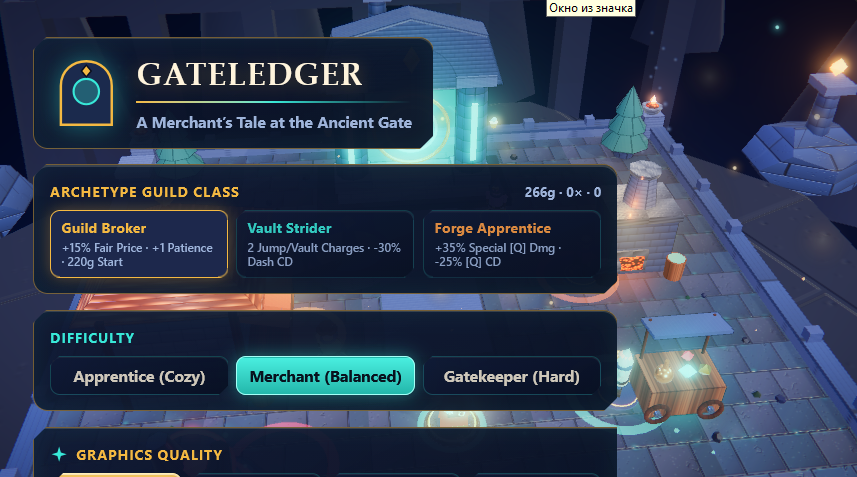 Окно из значка
GATELEDGER
A Merchant's Tale at the Ancient Gate
ARCHETYPE GUILD CLASS
266g · 0× · 0
Guild Broker
+15% Fair Price · +1 Patience
· 220g Start
Vault Strider
2 Jump/Vault Charges · -30%
Dash CD
Forge Apprentice
+35% Special [Q] Dmg ·
-25% [Q] CD
DIFFICULTY
Apprentice (Cozy)
Merchant (Balanced)
Gatekeeper (Hard)
GRAPHICS QUALITY